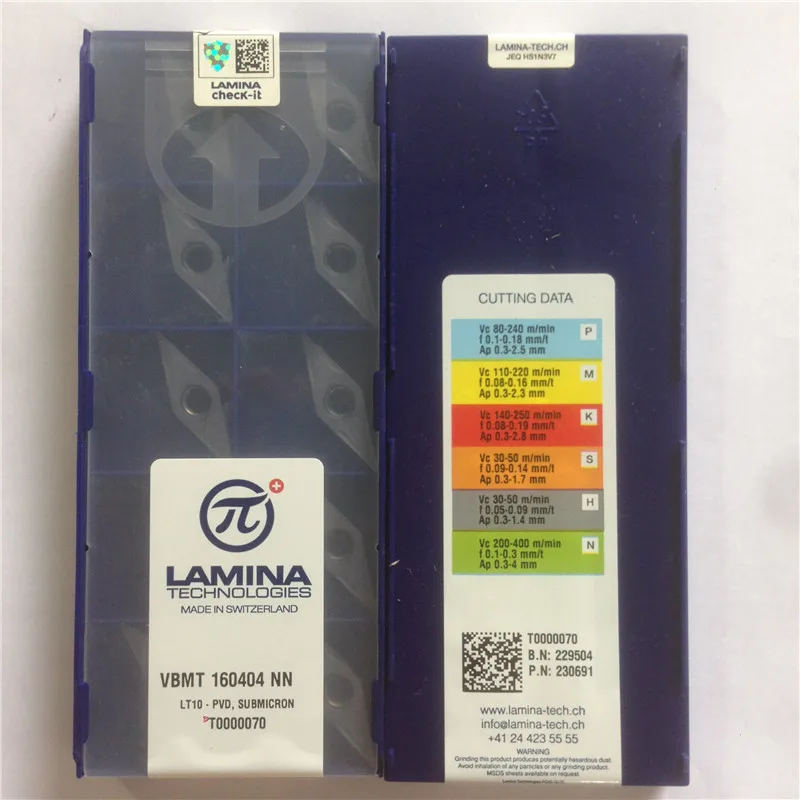 LAMINA
check-it
π
LAMINA
TECHNOLOGIES
MADE IN SWITZERLAND
VBMT 160404 NN
LT10 - PVD, SUBMICRON
T0000070
LAMINA-TECH.CH
JEQ HS1N3V7
CUTTING DATA
Vc 80-240 m/min
f 0.1-0.18 mm/t
Ap 0.3-2.5 mm
P
Vc 110-220 m/min
f 0.08-0.16 mm/t
Ap 0.3-2.3 mm
M
Vc 140-250 m/min
f 0.08-0.19 mm/t
Ap 0.3-2.8 mm
K
Vc 30-50 m/min
f 0.09-0.14 mm/t
Ap 0.3-1.7 mm
S
Vc 30-50 m/min
f 0.05-0.09 mm/t
Ap 0.3-1.4 mm
H
Vc 200-400 m/min
f 0.1-0.3 mm/t
Ap 0.3-4 mm
N
T0000070
B.N: 229504
P.N: 230691
www.lamina-tech.ch
info@lamina-tech.ch
+41 24 423 55 55
WARNING
Grinding this product produces potentially hazardous dust.
Avoid inhalation of any particles or any grinding product.
MSDS sheets available on request.